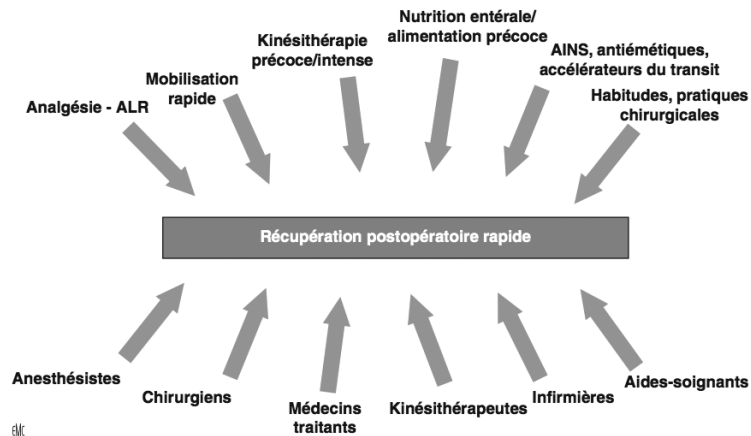 Nutrition entérale/
alimentation précoce
Kinésithérapie
précoce/intense
AINS, antiémétiques,
accélérateurs du transit
Mobilisation
rapide
Habitudes, pratiques
chirurgicales
Analgésie - ALR
Récupération postopératoire rapide
Anesthésistes
Chirurgiens
Médecins
traitants
Kinésithérapeutes
Infirmières
Aides-soignants
EMC